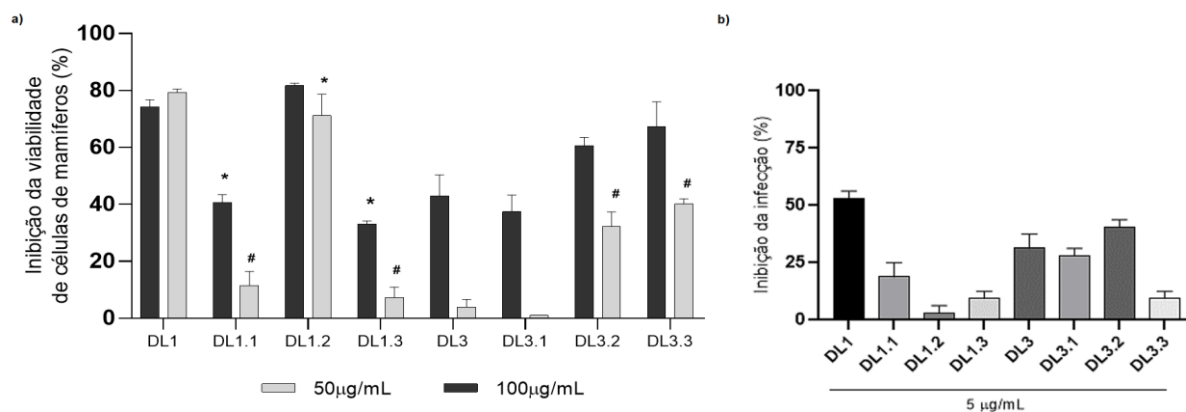 a)
Inibição da viabilidade
de células de mamíferos (%)
100
80
60
40
20
0
*
#
*
*
#
#
#
DL1
DL1.1
DL1.2
DL1.3
DL3
DL3.1
DL3.2
DL3.3
50µg/mL
100µg/mL
b)
Inibição da infecção (%)
100
75
50
25
0
DL1
DL1.1
DL1.2
DL1.3
DL3
DL3.1
DL3.2
DL3.3
5 µg/mL